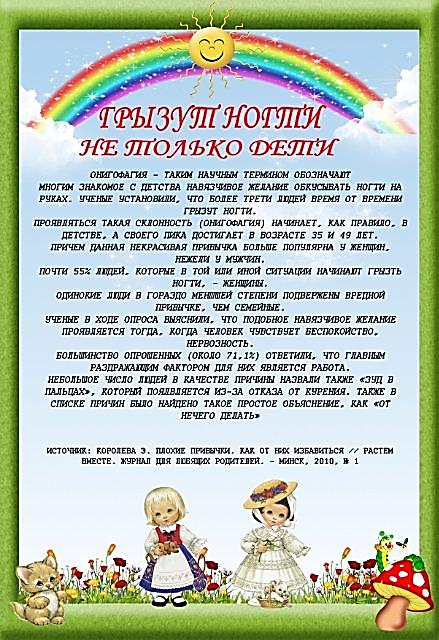 ГРЫЗУТ НОГТИ
НЕ ТОЛЬКО ДЕТИ
ОНИГОФАГИЯ – ТАКИМ НАУЧНЫМ ТЕРМИНОМ ОБОЗНАЧАЮТ
МНОГИМ ЗНАКОМОЕ С ДЕТСТВА НАВЯЗЧИВОЕ ЖЕЛАНИЕ ОБКУСЫВАТЬ НОГТИ НА
РУКАХ. УЧЕНЫЕ УСТАНОВИЛИ, ЧТО БОЛЕЕ ТРЕТИ ЛЮДЕЙ ВРЕМЯ ОТ ВРЕМЕНИ
ГРЫЗУТ НОГТИ.
ПРОЯВЛЯТЬСЯ ТАКАЯ СКЛОННОСТЬ (ОНИГОФАГИЯ) НАЧИНАЕТ, КАК ПРАВИЛО, В
ДЕТСТВЕ, А СВОЕГО ПИКА ДОСТИГАЕТ В ВОЗРАСТЕ 35 И 49 ЛЕТ.
ПРИЧЕМ ДАННАЯ НЕКРАСИВАЯ ПРИВЫЧКА БОЛЬШЕ ПОПУЛЯРНА У ЖЕНЩИН,
НЕЖЕЛИ У МУЖЧИН.
ПОЧТИ 55% ЛЮДЕЙ, КОТОРЫЕ В ТОЙ ИЛИ ИНОЙ СИТУАЦИИ НАЧИНАЮТ ГРЫЗТЬ
НОГТИ, – ЖЕНЩИНЫ.
ОДИНОКИЕ ЛЮДИ В ГОРАЗДО МЕНЬШЕЙ СТЕПЕНИ ПОДВЕРЖЕНЫ ВРЕДНОЙ
ПРИВЫЧКЕ, ЧЕМ СЕМЕЙНЫЕ.
УЧЕНЫЕ В ХОДЕ ОПРОСА ВЫЯСНИЛИ, ЧТО ПОДОБНОЕ НАВЯЗЧИВОЕ ЖЕЛАНИЕ
ПРОЯВЛЯЕТСЯ ТОГДА, КОГДА ЧЕЛОВЕК ЧУВСТВУЕТ БЕСПОКОЙСТВО,
НЕРВОЗНОСТЬ.
БОЛЬШИНСТВО ОПРОШЕННЫХ (ОКОЛО 71,1%) ОТВЕТИЛИ, ЧТО ГЛАВНЫМ
РАЗДРАЖАЮЩИМ ФАКТОРОМ ДЛЯ НИХ ЯВЛЯЕТСЯ РАБОТА.
НЕБОЛЬШОЕ ЧИСЛО ЛЮДЕЙ В КАЧЕСТВЕ ПРИЧИНЫ НАЗВАЛИ ТАКЖЕ «ЗУД В
ПАЛЬЦАХ», КОТОРЫЙ ПОЯВЛЯЕТСЯ ИЗ-ЗА ОТКАЗА ОТ КУРЕНИЯ. ТАКЖЕ В
СПИСКЕ ПРИЧИН БЫЛО НАЙДЕНО ТАКОЕ ПРОСТОЕ ОБЪЯСНЕНИЕ, КАК «ОТ
НЕЧЕГО ДЕЛАТЬ»
ИСТОЧНИК: КОРОЛЕВА Э. ПЛОХИЕ ПРИВЫЧКИ. КАК ОТ НИХ ИЗБАВИТЬСЯ // РАСТЕМ
ВМЕСТЕ. ЖУРНАЛ ДЛЯ ЛЮБЯЩИХ РОДИТЕЛЕЙ. – МИНСК, 2010, № 1